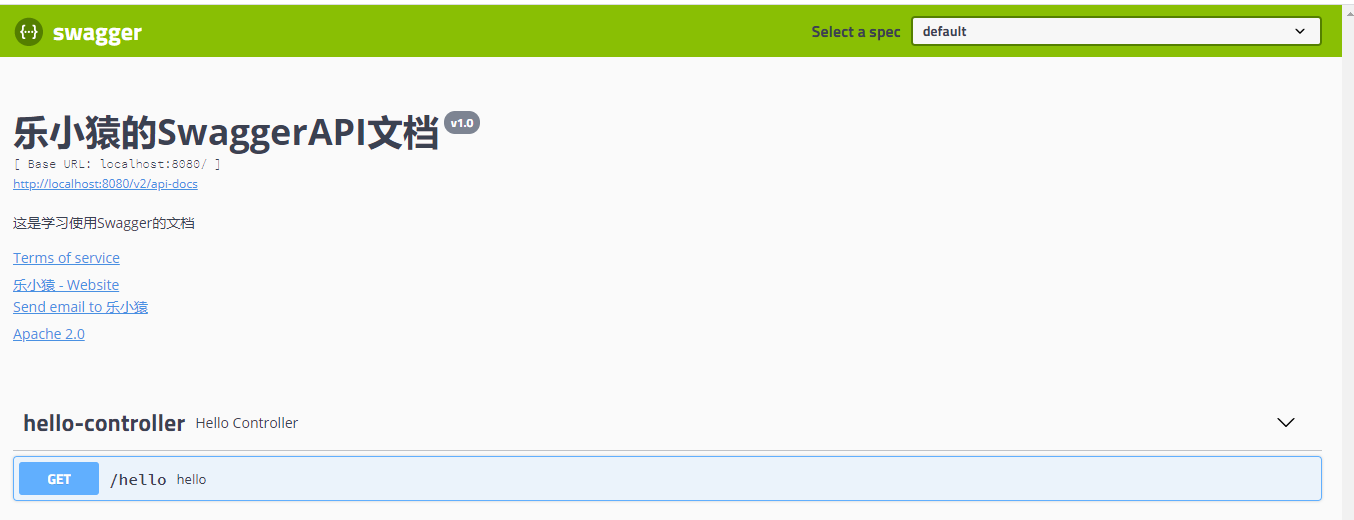 {···} swagger Select a spec default
乐小猿的SwaggerAPI文档 v1.0
[ Base URL: localhost:8080/ ]
http://localhost:8080/v2/api-docs
这是学习使用Swagger的文档
Terms of service
乐小猿 - Website
Send email to 乐小猿
Apache 2.0
hello-controller Hello Controller
GET /hello hello